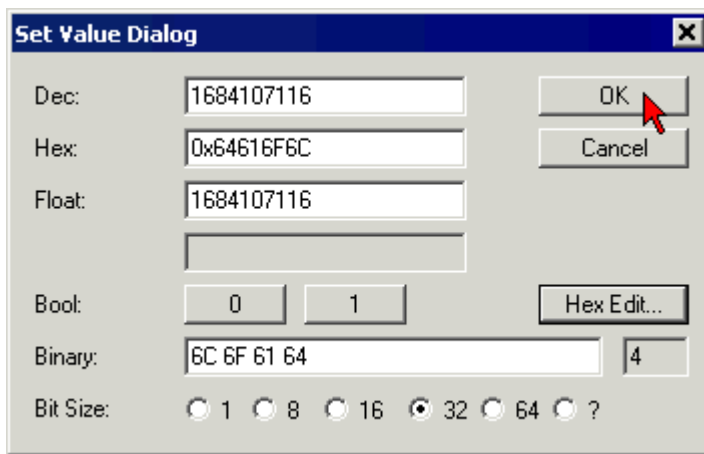 Set Value Dialog
Dec: 1684107116 OK
Hex: 0x64616F6C Cancel
Float: 1684107116
Bool: 0 1 Hex Edit...
Binary: 6C 6F 61 64 4
Bit Size: 1 8 16 32 64 ?